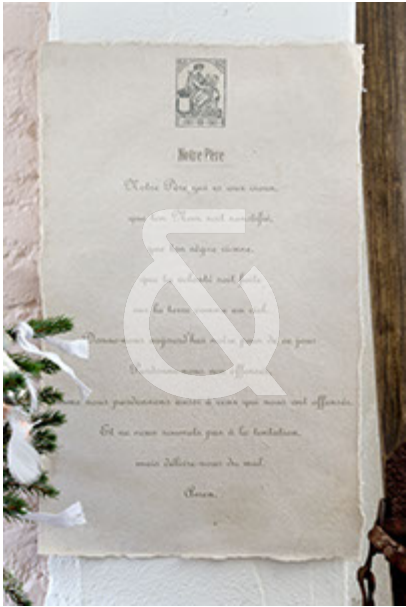 Notre Père
Notre Père qui es aux cieux,
que ton Nom soit sanctifié,
que ton règne vienne,
que ta volonté soit faite
sur la terre comme au ciel.
Donne-nous aujourd'hui notre pain de ce jour
Pardonne-nous nos offenses
nous pardonnons aussi à ceux qui nous ont offensés.
Et ne nous soumets pas à la tentation,
mais délivre-nous du mal.
Amen.
&